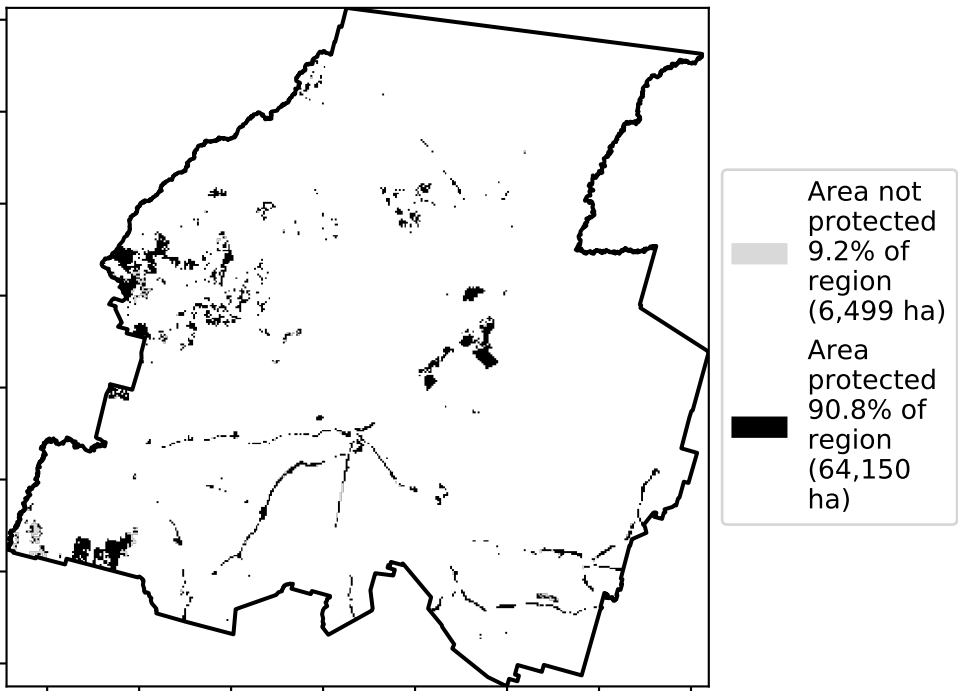 Area not
protected
9.2% of
region
(6,499 ha)
Area
protected
90.8% of
region
(64,150
ha)